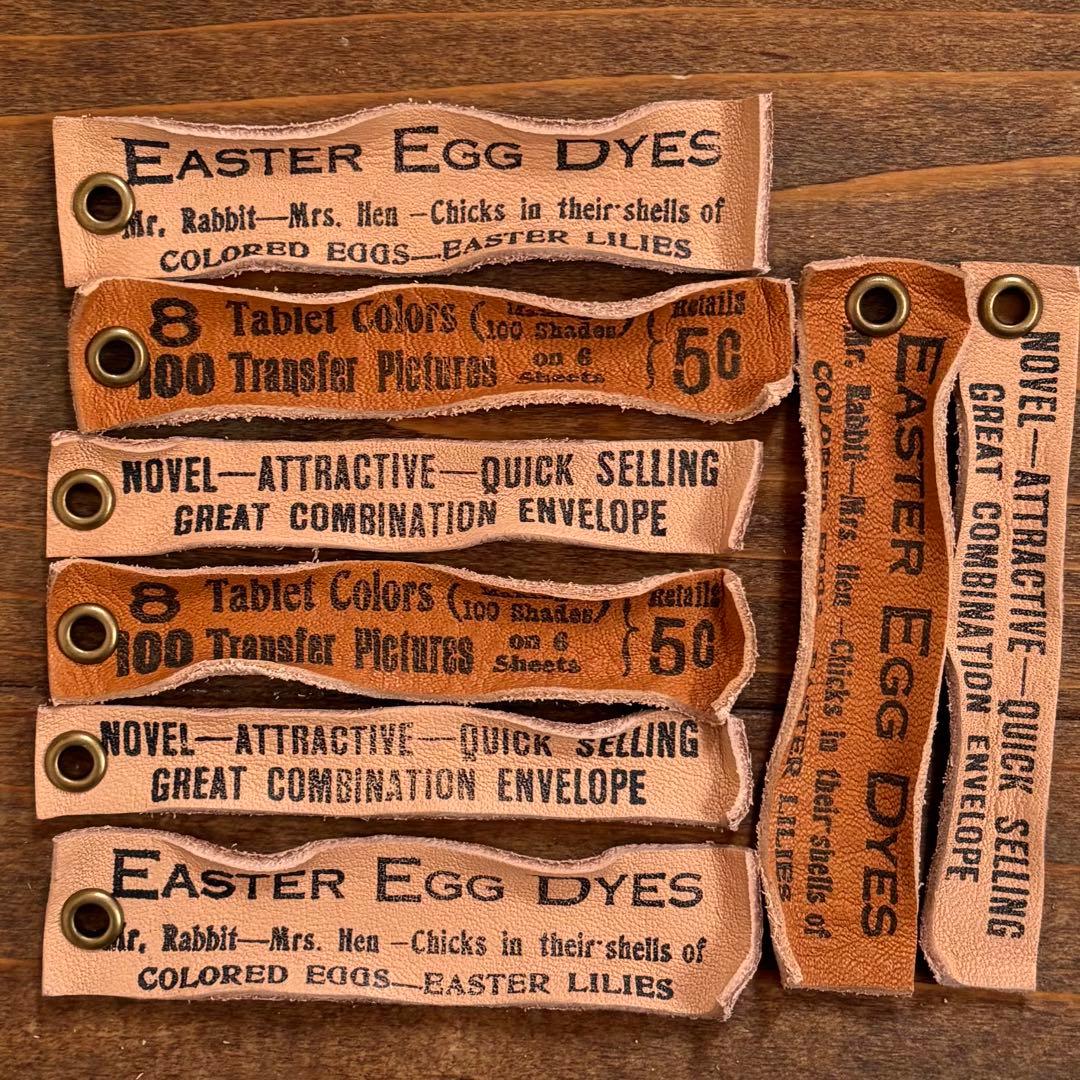 EASTER EGG DYES
Mr. Rabbit—Mrs. Hen—Chicks in their shells of
COLORED EGGS—EASTER LILIES
8 Tablet Colors (100 Shades) Retails
100 Transfer Pictures on 6 Sheets 5¢
NOVEL—ATTRACTIVE—QUICK SELLING
GREAT COMBINATION ENVELOPE
8 Tablet Colors (100 Shades) Retails
100 Transfer Pictures on 6 Sheets 5¢
NOVEL—ATTRACTIVE—QUICK SELLING
GREAT COMBINATION ENVELOPE
EASTER EGG DYES
Mr. Rabbit—Mrs. Hen—Chicks in their shells of
COLORED EGGS—EASTER LILIES
EASTER EGG DYES
Mr. Rabbit—Mrs. Hen—Chicks in their shells of
LILIES
NOVEL—ATTRACTIVE—QUICK SELLING
GREAT COMBINATION ENVELOPE